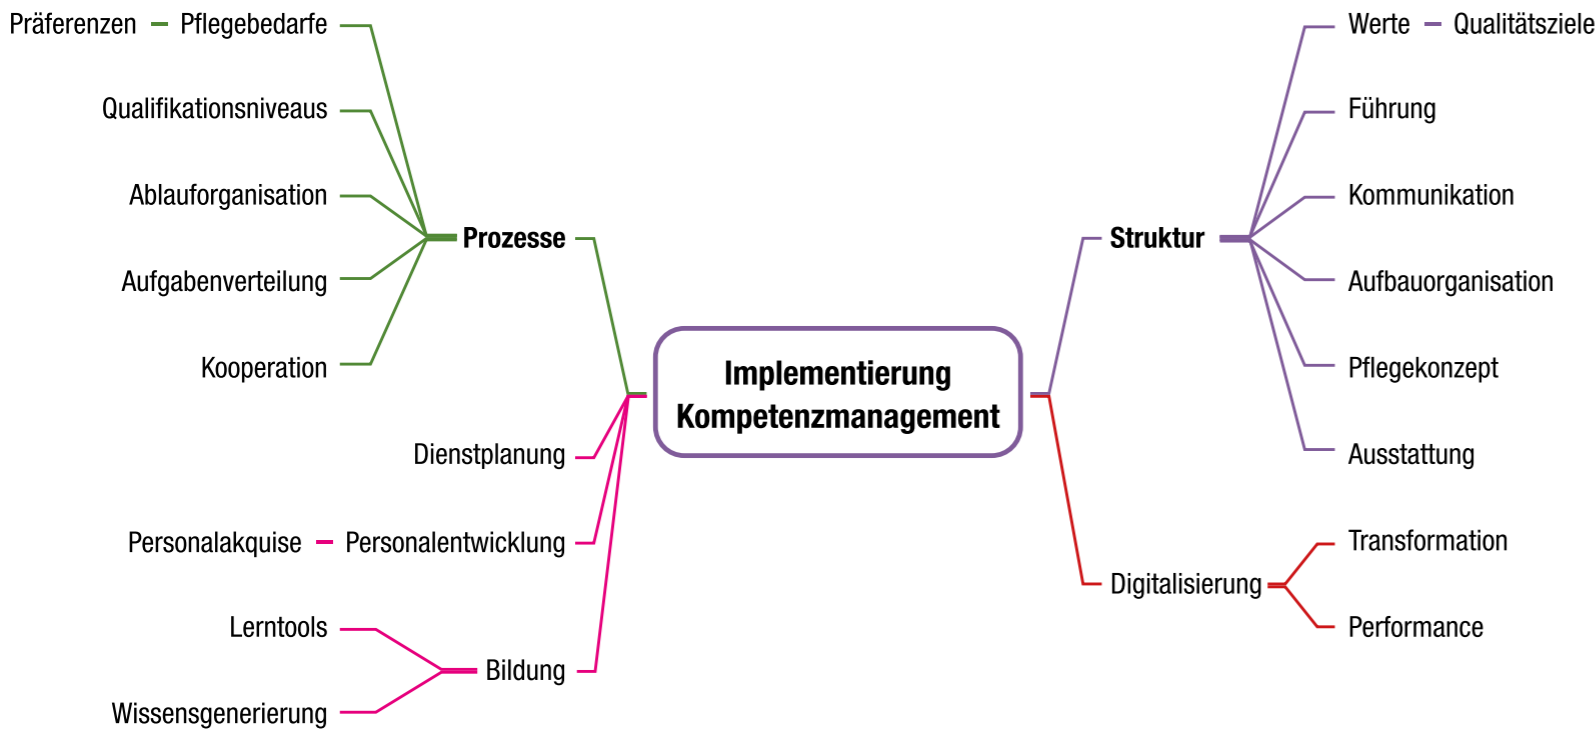 Präferenzen – Pflegebedarfe
Qualifikationsniveaus
Ablauforganisation
Prozesse
Aufgabenverteilung
Kooperation
Dienstplanung
Personalakquise – Personalentwicklung
Lerntools
Bildung
Wissensgenerierung
Implementierung
Kompetenzmanagement
Werte – Qualitätsziele
Führung
Kommunikation
Struktur
Aufbauorganisation
Pflegekonzept
Ausstattung
Transformation
Digitalisierung
Performance